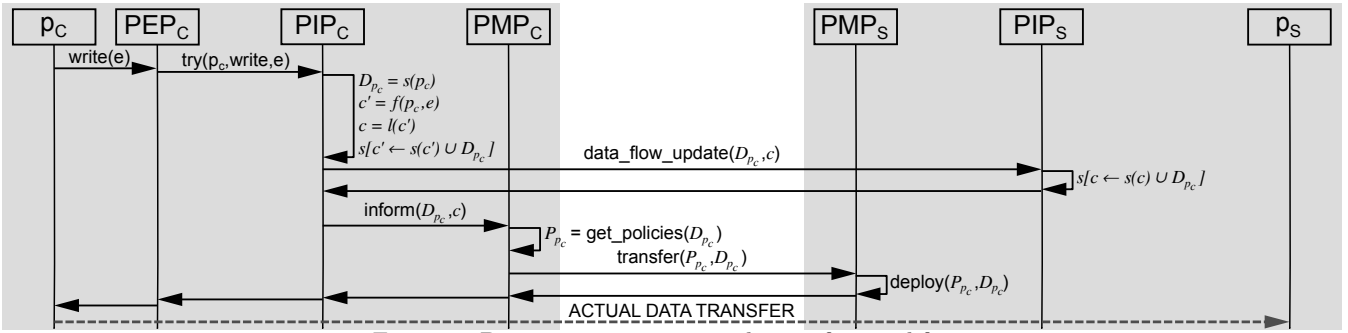 p_C PEP_C PIP_C PMP_C PMP_S PIP_S p_S
write(e)
try(p_c,write,e)
D_{p_c} = s(p_c)
c' = f(p_c,e)
c = l(c')
s[c' ← s(c') ∪ D_{p_c}]
data_flow_update(D_{p_c},c)
s[c ← s(c) ∪ D_{p_c}]
inform(D_{p_c},c)
P_{p_c} = get_policies(D_{p_c})
transfer(P_{p_c},D_{p_c})
deploy(P_{p_c},D_{p_c})
ACTUAL DATA TRANSFER